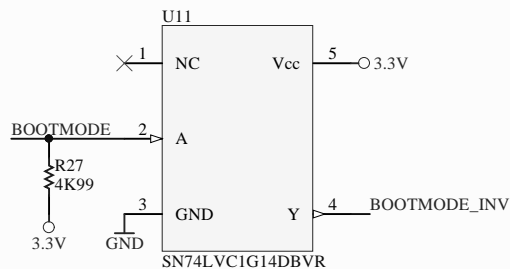 U11
1
NC
Vcc
5
3.3V
BOOTMODE
2
A
R27
4K99
3.3V
3
GND
GND
Y
4
BOOTMODE_INV
SN74LVC1G14DBVR